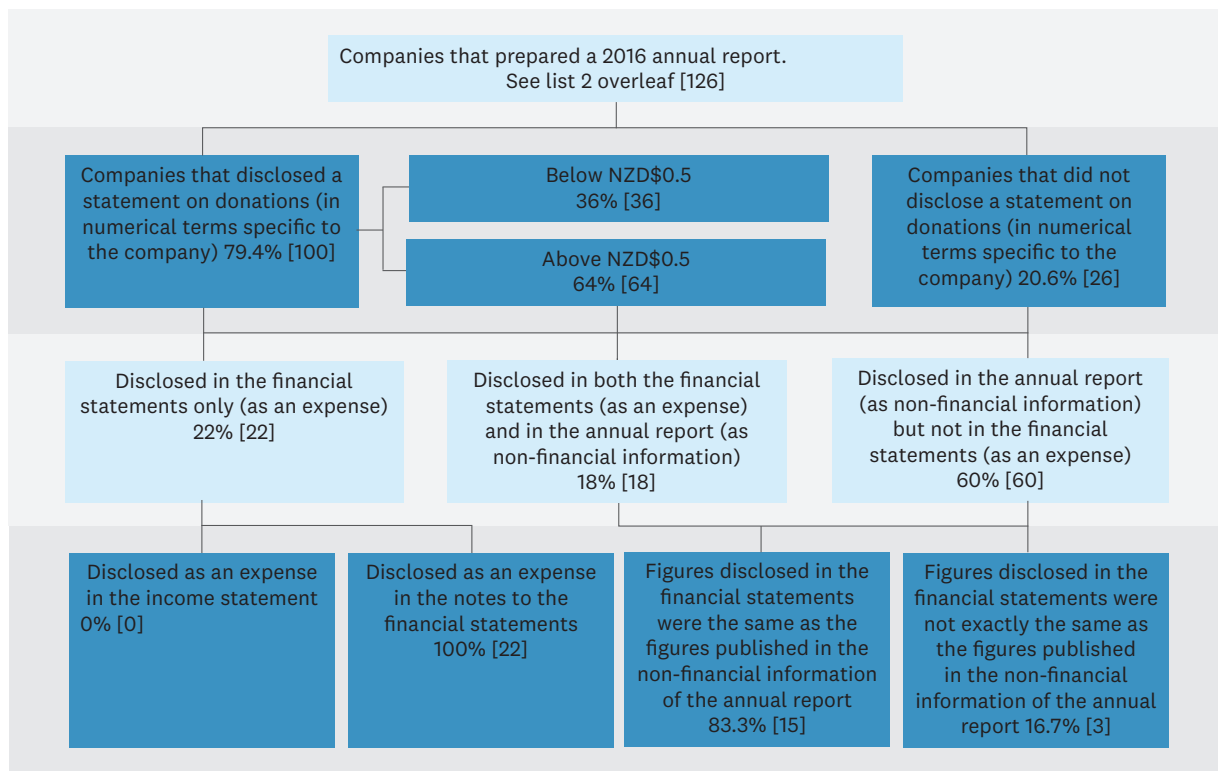 Companies that prepared a 2016 annual report.
See list 2 overleaf [126]
Companies that disclosed a
statement on donations (in
numerical terms specific to
the company) 79.4% [100]
Below NZD$0.5
36% [36]
Above NZD$0.5
64% [64]
Companies that did not
disclose a statement on
donations (in numerical
terms specific to the
company) 20.6% [26]
Disclosed in the financial
statements only (as an expense)
22% [22]
Disclosed in both the financial
statements (as an expense)
and in the annual report (as
non-financial information)
18% [18]
Disclosed in the annual report
(as non-financial information)
but not in the financial
statements (as an expense)
60% [60]
Disclosed as an expense
in the income statement
0% [0]
Disclosed as an expense
in the notes to the
financial statements
100% [22]
Figures disclosed in the
financial statements
were the same as the
figures published in the
non-financial information
of the annual report
83.3% [15]
Figures disclosed in the
financial statements were
not exactly the same as
the figures published
in the non-financial
information of the annual
report 16.7% [3]